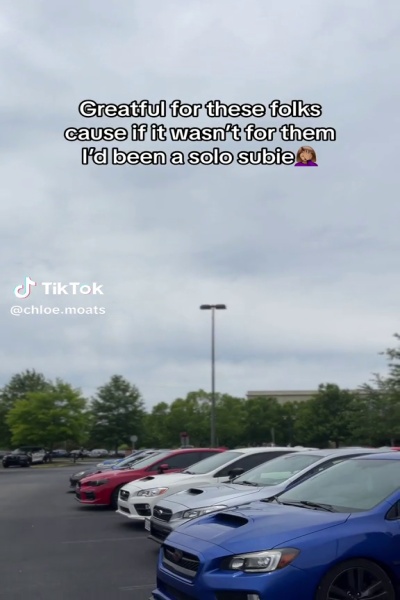 Greatful for these folks
cause if it wasn't for them
I'd been a solo subie🤦🏽‍♀️
TikTok
@chloe.moats